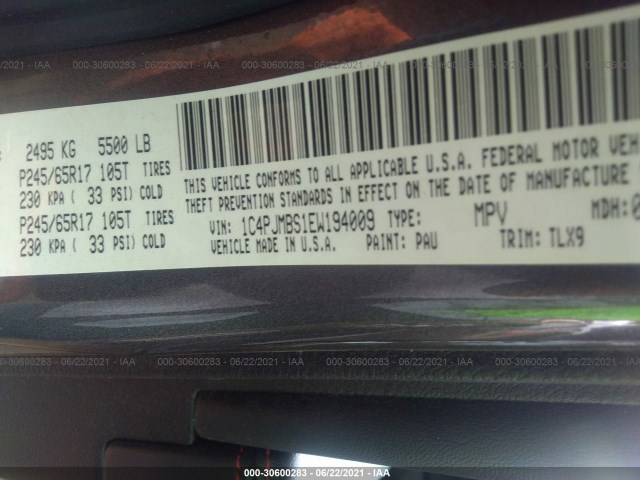 000-30600283 - 06/22/2021 - IAA
2495 KG 5500 LB
P245/65R17 105T TIRES
230 KPA ( 33 PSI) COLD
P245/65R17 105T TIRES
230 KPA ( 33 PSI) COLD
THIS VEHICLE CONFORMS TO ALL APPLICABLE U.S.A. FEDERAL MOTOR VEH
THEFT PREVENTION STANDARDS IN EFFECT ON THE DATE OF MANUFACTURE
VIN: 1C4PJMBS1EW194009 TYPE: MPV MDH:0
VEHICLE MADE IN U.S.A. PAINT: PAU TRIM: TLX9
000-30600283 - 06/22/2021 - IAA
000-30600283 - 06/22/2021 - IAA